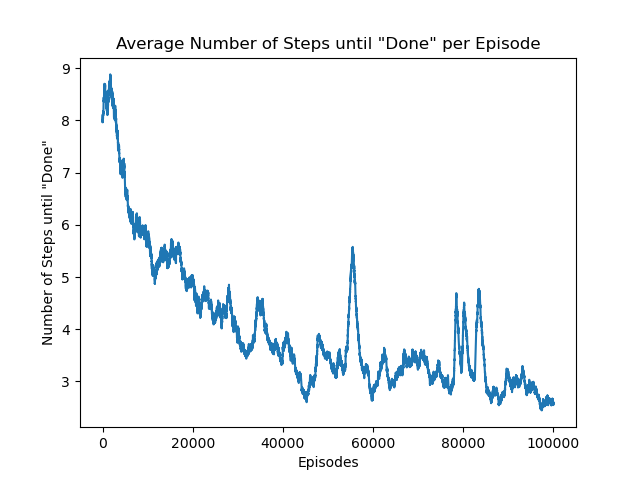 Average Number of Steps until "Done" per Episode
9
8
7
6
5
4
3
Number of Steps until "Done"
0 20000 40000 60000 80000 100000
Episodes